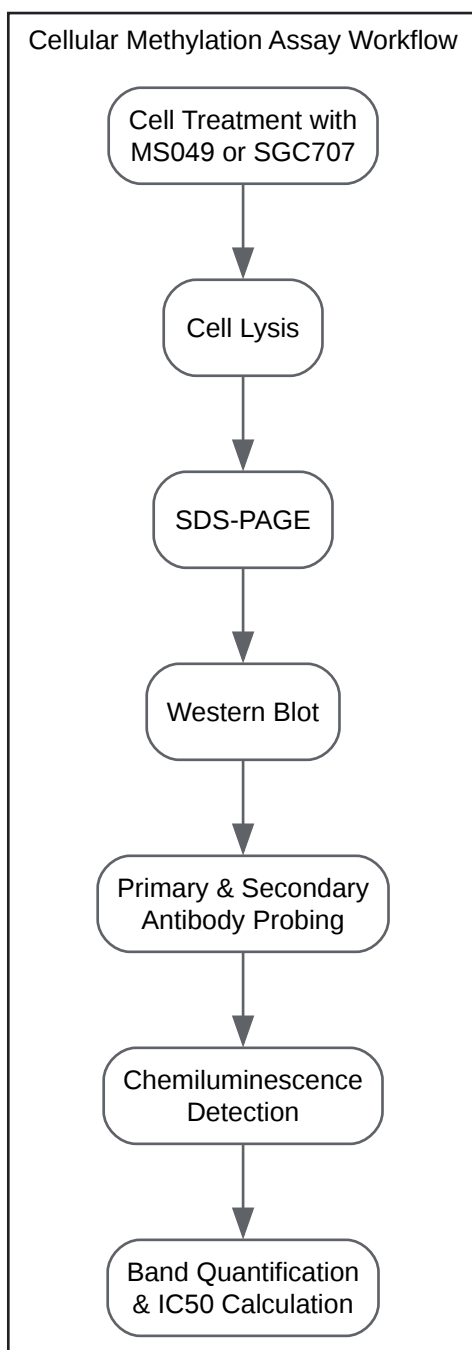 Cellular Methylation Assay Workflow
Cell Treatment with
MS049 or SGC707
Cell Lysis
SDS-PAGE
Western Blot
Primary & Secondary
Antibody Probing
Chemiluminescence
Detection
Band Quantification
& IC50 Calculation